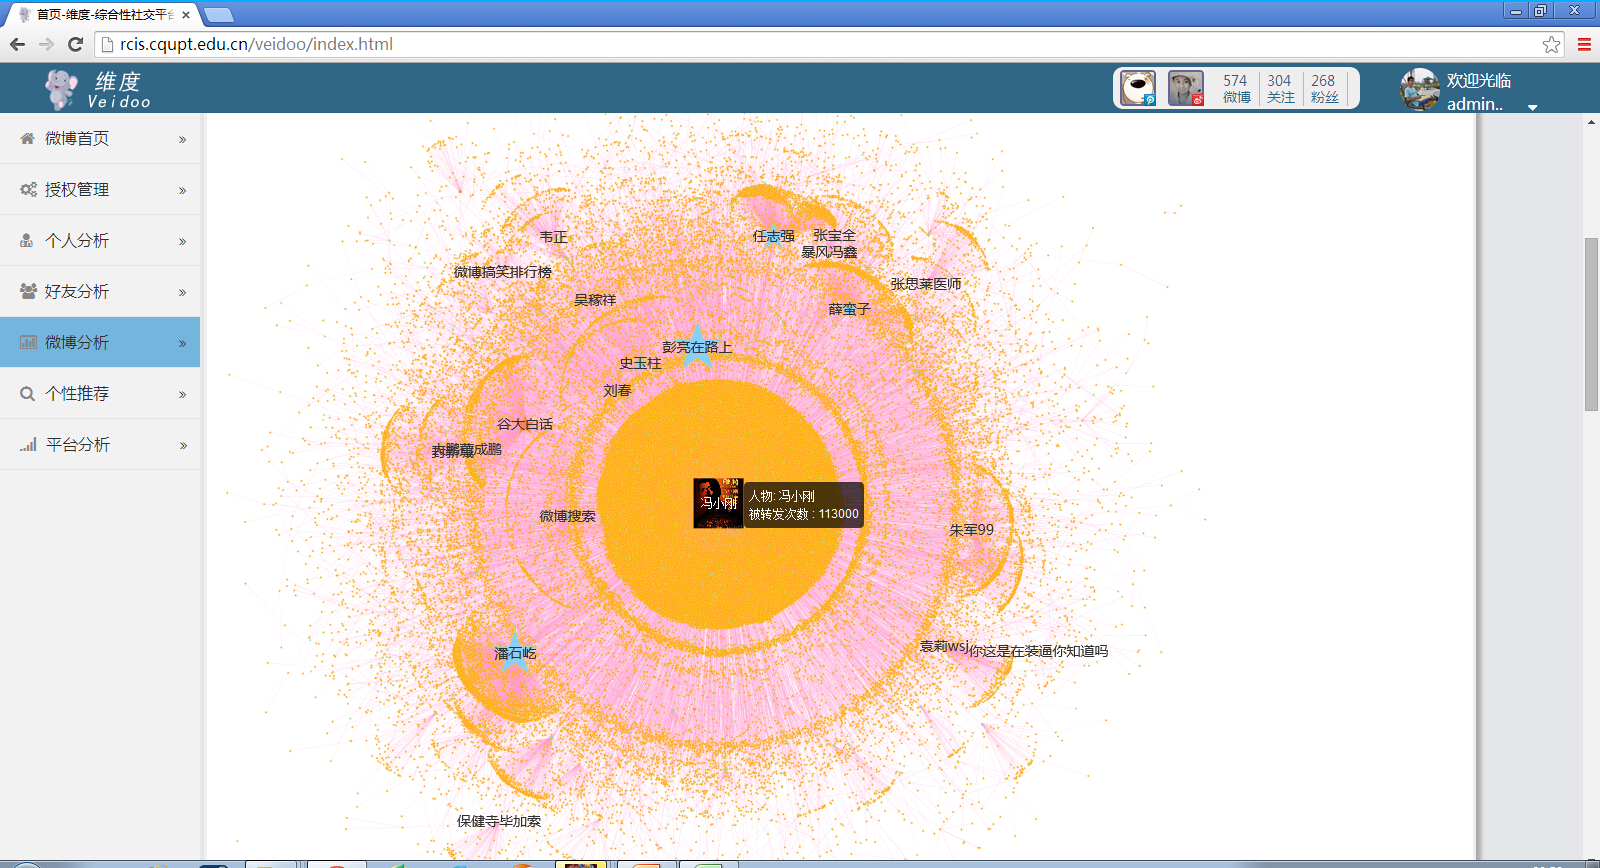 首页-维度-综合性社交平台
rcis.cqupt.edu.cn/veidoo/index.html
维度
Veidoo
574
微博
304
关注
268
粉丝
欢迎光临
admin..
微博首页
授权管理
个人分析
好友分析
微博分析
个性推荐
平台分析
韦正
任志强
张宝全
暴风冯鑫
微博搞笑排行榜
张思莱医师
吴稼祥
薛蛮子
彭亮在路上
史玉柱
刘春
谷大白话
成鹏
冯小刚
人物: 冯小刚
被转发次数 : 113000
微博搜索
朱军99
袁莉wsj
你这是在装逼你知道吗
潘石屹
保健寺毕加索